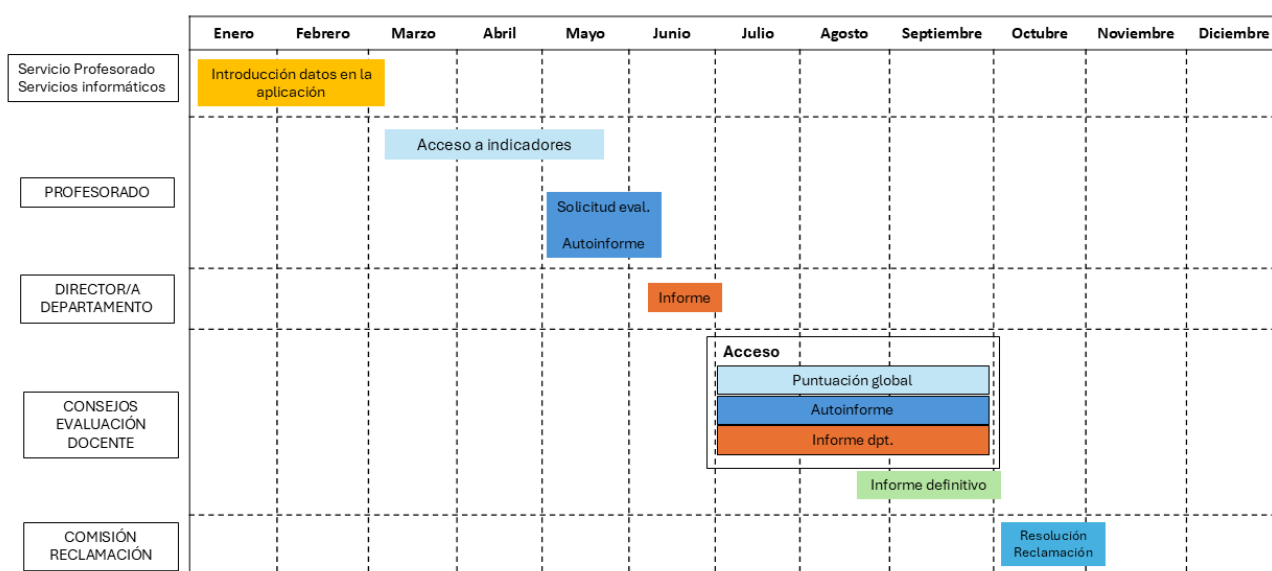 Enero Febrero Marzo Abril Mayo Junio Julio Agosto Septiembre Octubre Noviembre Diciembre
Servicio Profesorado
Servicios informáticos
Introducción datos en la
aplicación
Acceso a indicadores
PROFESORADO
Solicitud eval.
Autoinforme
DIRECTOR/A
DEPARTAMENTO
Informe
Acceso
Puntuación global
CONSEJOS
EVALUACIÓN
DOCENTE
Autoinforme
Informe dpt.
Informe definitivo
COMISIÓN
RECLAMACIÓN
Resolución
Reclamación